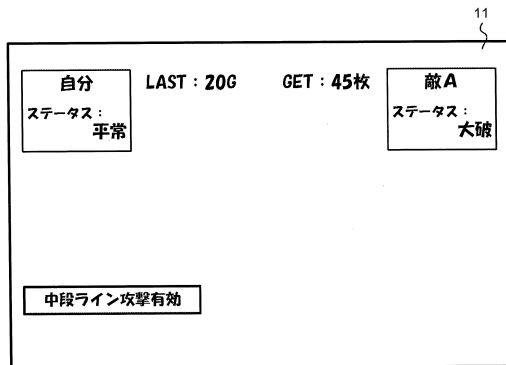 11
自分
ステータス：
平常
LAST：20G
GET：45枚
敵A
ステータス：
大破
中段ライン攻撃有効